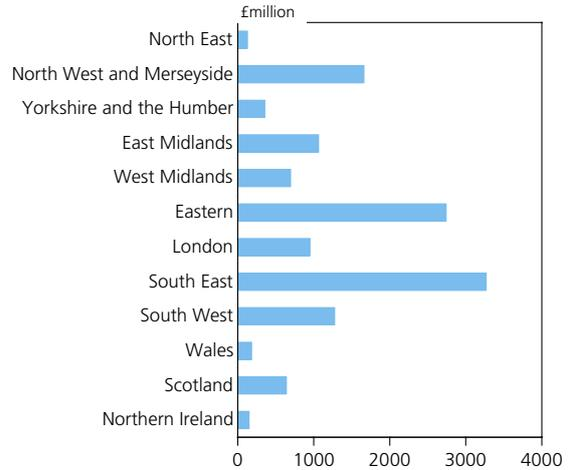 £million
North East
North West and Merseyside
Yorkshire and the Humber
East Midlands
West Midlands
Eastern
London
South East
South West
Wales
Scotland
Northern Ireland
0 1000 2000 3000 4000